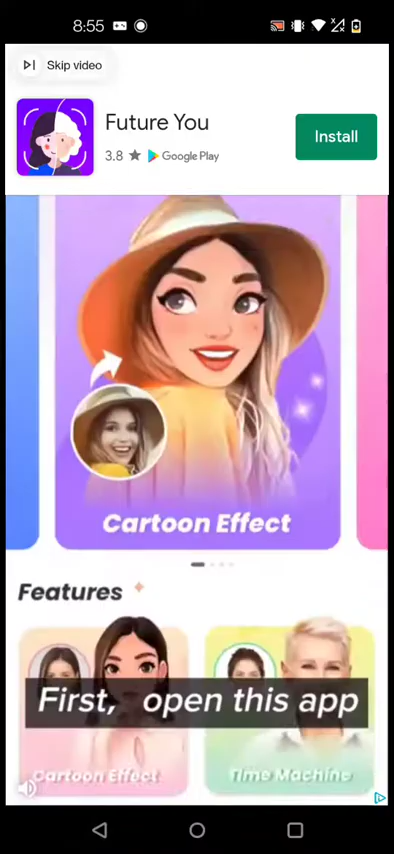 8:55
Skip video
Future You
3.8 ★ Google Play
Install
Cartoon Effect
Features
First, open this app
Cartoon Effect
Time Machine